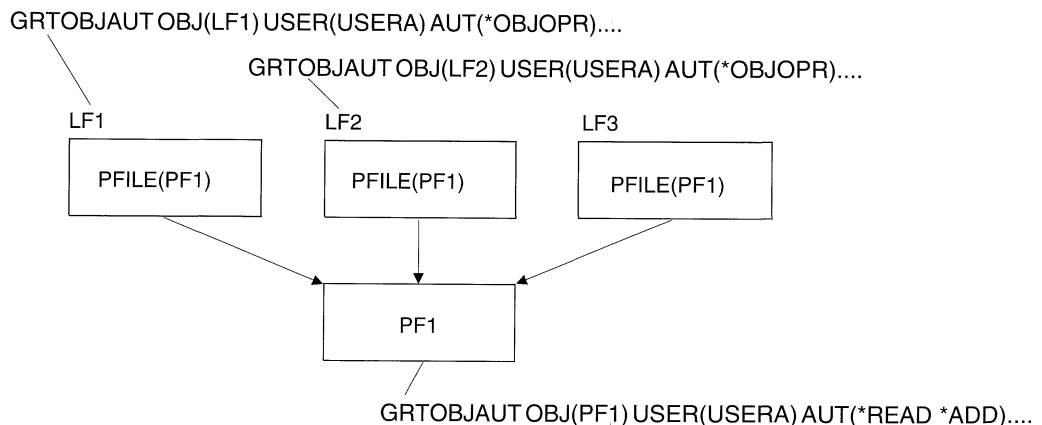 GRTOBJAUT OBJ(LF1) USER(USERA) AUT(*OBJOPR)....
GRTOBJAUT OBJ(LF2) USER(USERA) AUT(*OBJOPR)....
LF1
LF2
LF3
PFILE(PF1)
PFILE(PF1)
PFILE(PF1)
PF1
GRTOBJAUT OBJ(PF1) USER(USERA) AUT(*READ *ADD)....